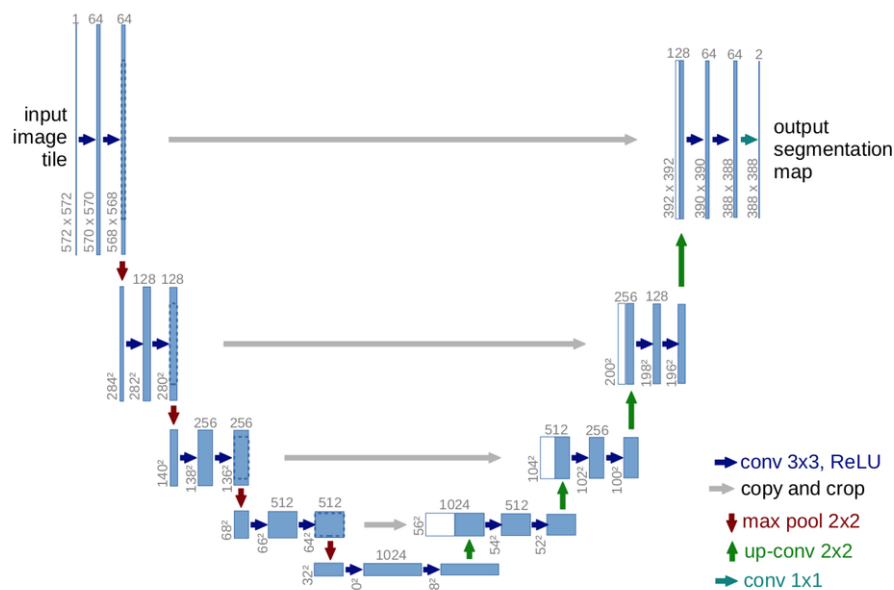 1 64 64
128 64 64 2
input
image
tile
output
segmentation
map
572 x 572
570 x 570
568 x 568
392 x 392
390 x 390
388 x 388
388 x 388
128 128
256 128
284²
282²
280²
200²
198²
196²
256 256
512 256
140²
138²
136²
104²
102²
100²
512 512
1024 512
68²
66²
64²
56²
54²
52²
1024
32²
0²
8²
conv 3x3, ReLU
copy and crop
max pool 2x2
up-conv 2x2
conv 1x1